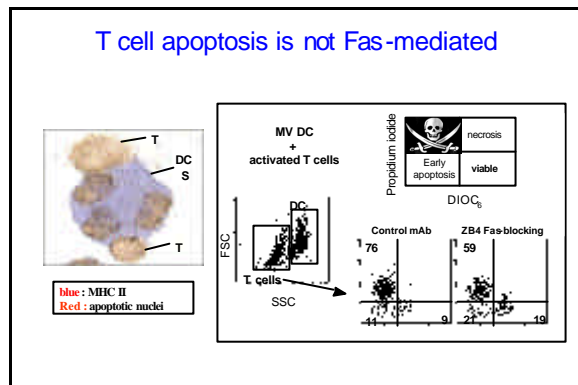 T cell apoptosis is not Fas-mediated
T
DC
S
T
blue : MHC II
Red : apoptotic nuclei
MV DC
+
activated T cells
FSC
DC
T cells
SSC
Propidium iodide
necrosis
Early
apoptosis
viable
DIOC6
Control mAb
76
11
9
ZB4 Fas-blocking
59
21
19